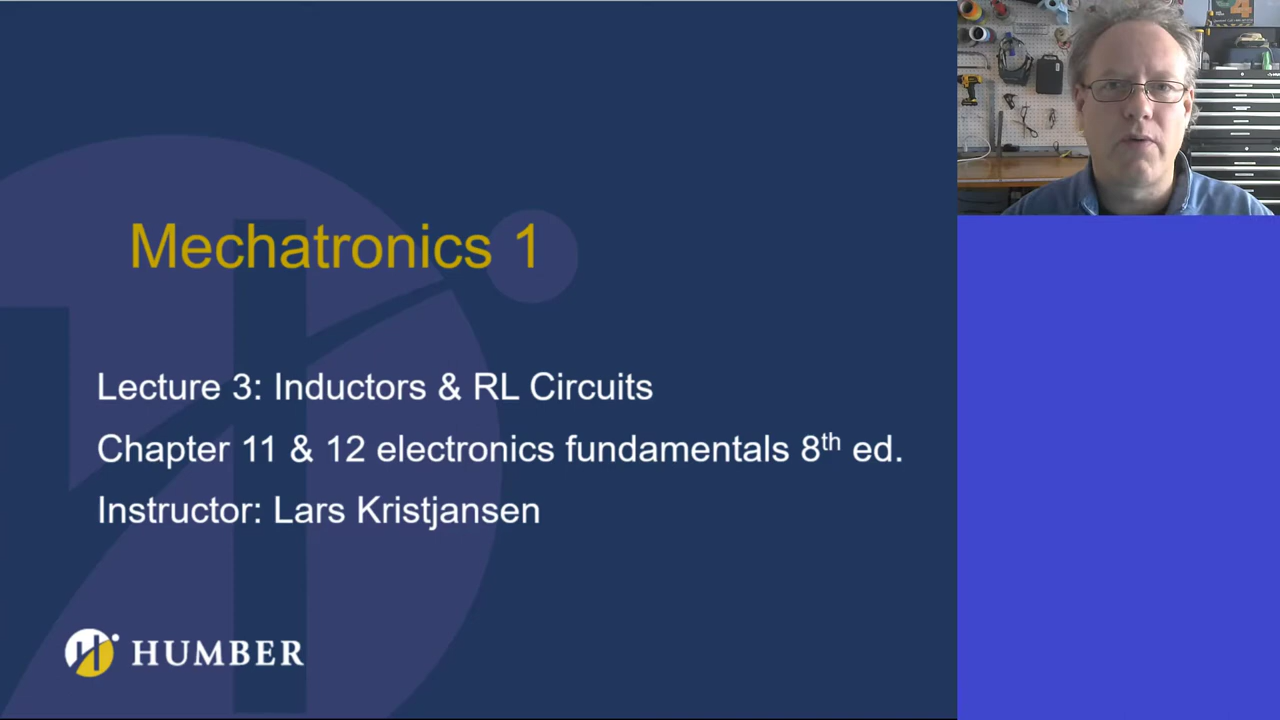 Mechatronics 1
Lecture 3: Inductors & RL Circuits
Chapter 11 & 12 electronics fundamentals 8th ed.
Instructor: Lars Kristjansen
HUMBER